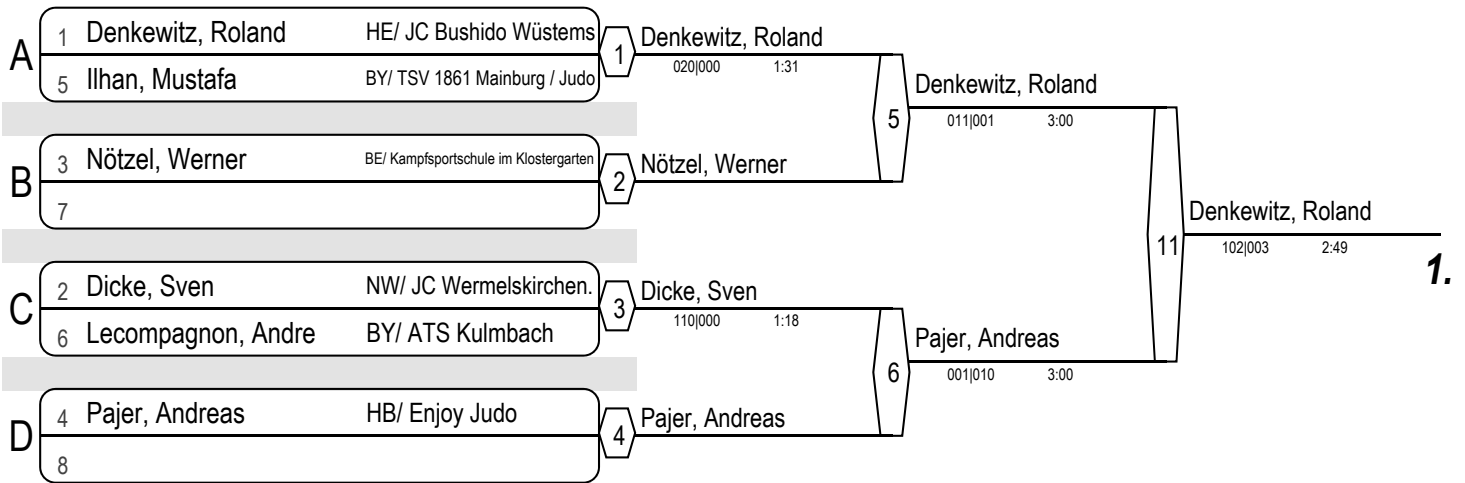 A
1 Denkewitz, Roland HE/ JC Bushido Wüstems
5 Ilhan, Mustafa BY/ TSV 1861 Mainburg / Judo
1
Denkewitz, Roland
020|000 1:31
B
3 Nötzel, Werner BE/ Kampfsportschule im Klostergarten
7
2
Nötzel, Werner
5
Denkewitz, Roland
011|001 3:00
C
2 Dicke, Sven NW/ JC Wermelskirchen.
6 Lecompagnon, Andre BY/ ATS Kulmbach
3
Dicke, Sven
110|000 1:18
D
4 Pajer, Andreas HB/ Enjoy Judo
8
4
Pajer, Andreas
6
Pajer, Andreas
001|010 3:00
11
Denkewitz, Roland
102|003 2:49
1.